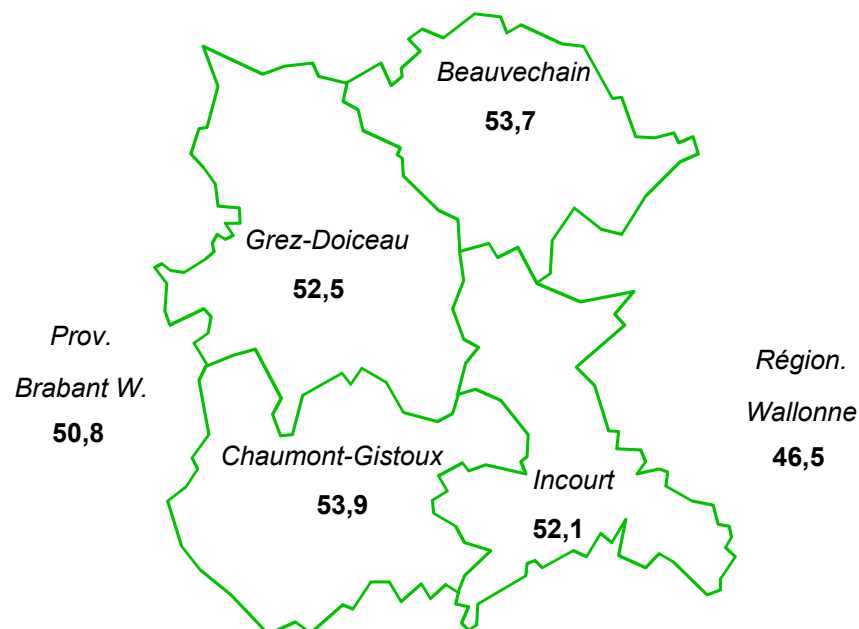 Beauvechain
53,7
Grez-Doiceau
52,5
Prov.
Brabant W.
50,8
Région.
Wallonne
46,5
Chaumont-Gistoux
53,9
Incourt
52,1